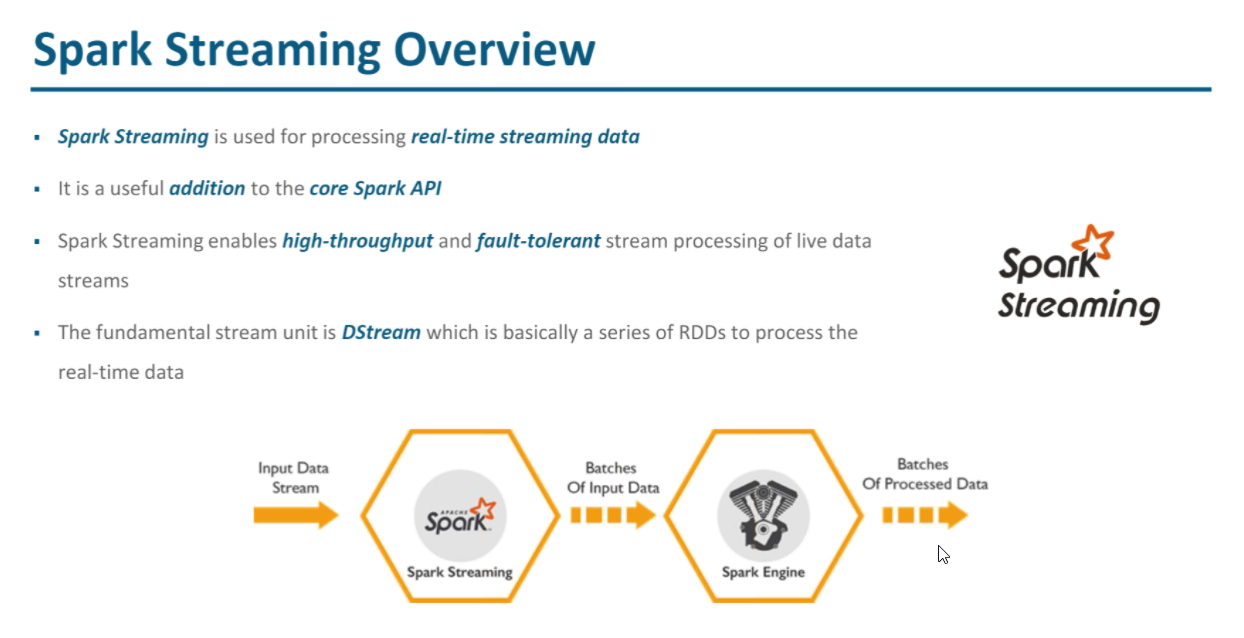 Spark Streaming Overview
▪ Spark Streaming is used for processing real-time streaming data
▪ It is a useful addition to the core Spark API
▪ Spark Streaming enables high-throughput and fault-tolerant stream processing of live data
streams
▪ The fundamental stream unit is DStream which is basically a series of RDDs to process the
real-time data
Spark
Streaming
Input Data
Stream
APACHE
Spark
Spark Streaming
Batches
Of Input Data
Spark Engine
Batches
Of Processed Data